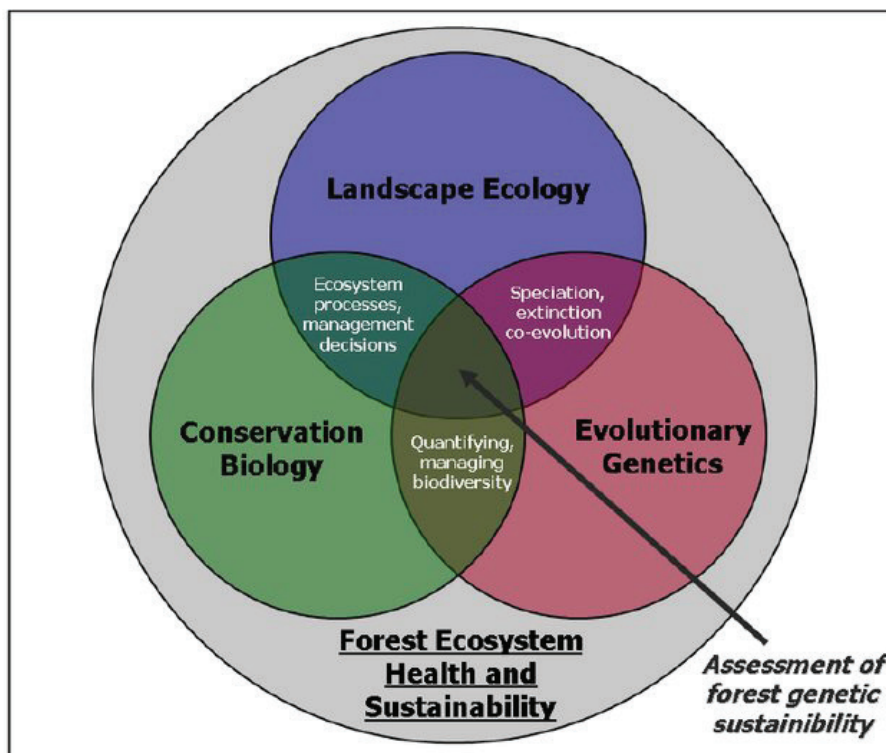 Landscape Ecology
Ecosystem
processes,
management
decisions
Speciation,
extinction
co-evolution
Conservation
Biology
Quantifying,
managing
biodiversity
Evolutionary
Genetics
Forest Ecosystem
Health and
Sustainability
Assessment of
forest genetic
sustainibility